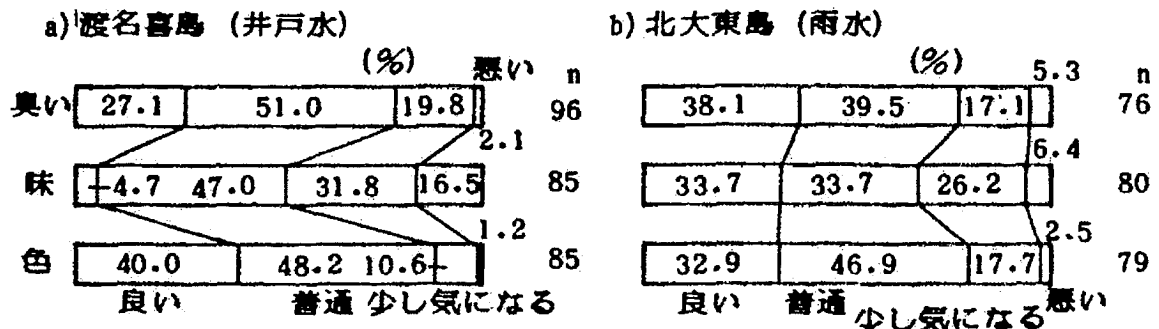 a) 渡名喜島 (井戸水)
(%) 悪い n
臭い 27.1 51.0 19.8 96
2.1
味 4.7 47.0 31.8 16.5 85
1.2
色 40.0 48.2 10.6 85
良い 普通 少し気になる
b) 北大東島 (雨水)
(%) 5.3 n
38.1 39.5 17.1 76
6.4
33.7 33.7 26.2 80
2.5
32.9 46.9 17.7 79
良い 普通 少し気になる 悪い